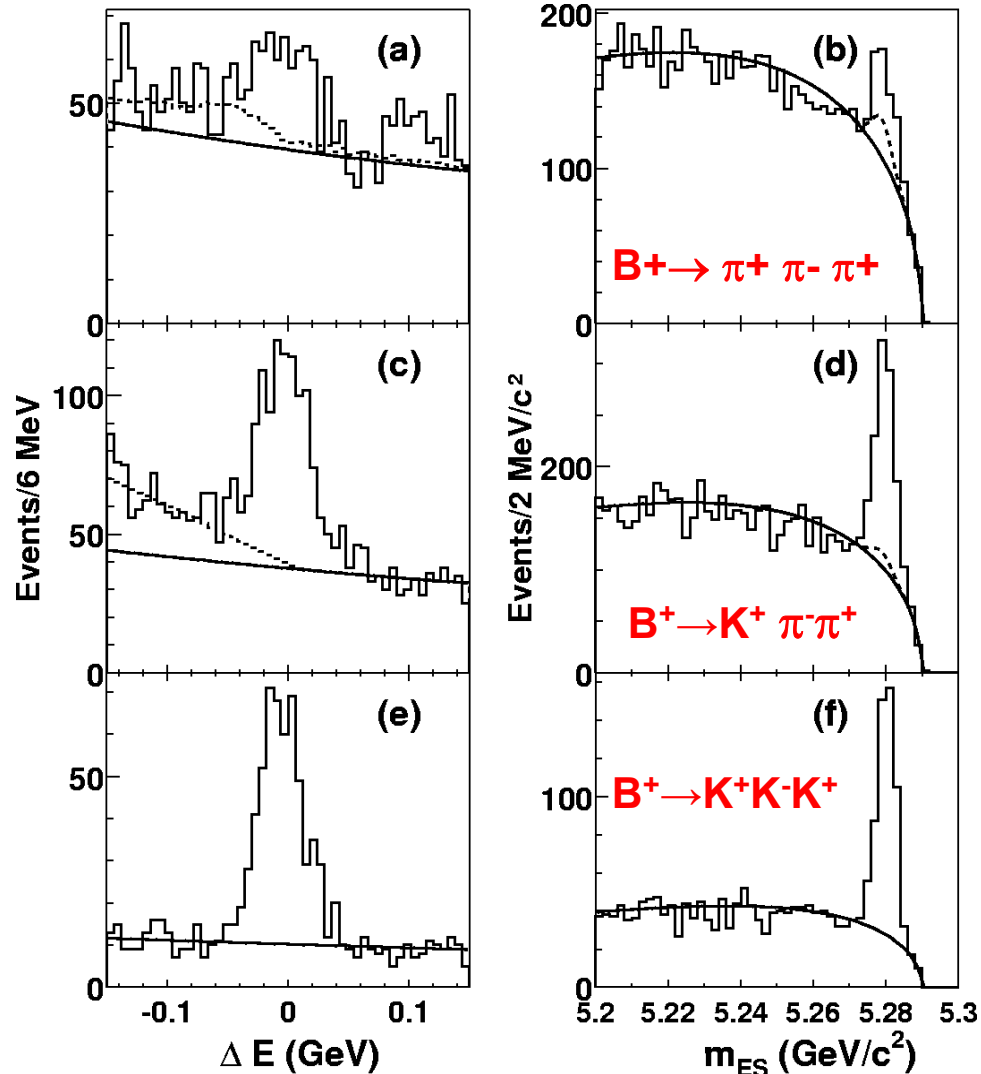 (a)
50
0
(b)
200
100
0
B+→ π+ π- π+
(c)
100
50
0
Events/6 MeV
(d)
200
0
Events/2 MeV/c²
B⁺→K⁺ π⁻π⁺
(e)
50
0
-0.1 0 0.1
Δ E (GeV)
(f)
100
0
B⁺→K⁺K⁻K⁺
5.2 5.22 5.24 5.26 5.28 5.3
m_ES (GeV/c²)